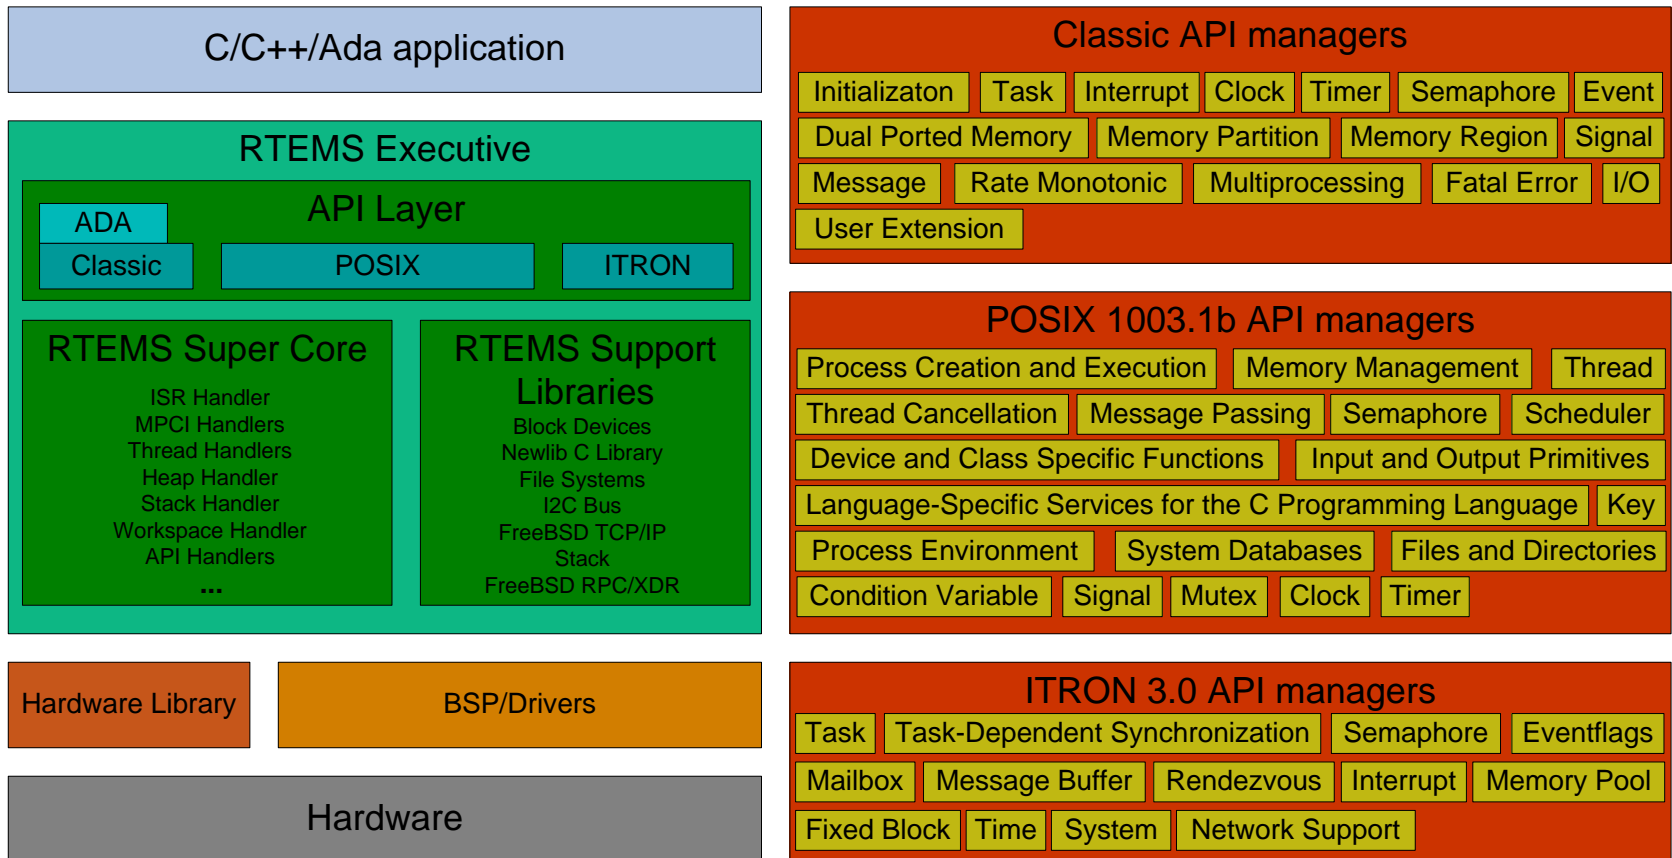 C/C++/Ada application
RTEMS Executive
API Layer
ADA
Classic
POSIX
ITRON
RTEMS Super Core
ISR Handler
MPCI Handlers
Thread Handlers
Heap Handler
Stack Handler
Workspace Handler
API Handlers
...
RTEMS Support
Libraries
Block Devices
Newlib C Library
File Systems
I2C Bus
FreeBSD TCP/IP
Stack
FreeBSD RPC/XDR
Hardware Library
BSP/Drivers
Hardware
Classic API managers
Initializaton Task Interrupt Clock Timer Semaphore Event
Dual Ported Memory Memory Partition Memory Region Signal
Message Rate Monotonic Multiprocessing Fatal Error I/O
User Extension
POSIX 1003.1b API managers
Process Creation and Execution Memory Management Thread
Thread Cancellation Message Passing Semaphore Scheduler
Device and Class Specific Functions Input and Output Primitives
Language-Specific Services for the C Programming Language Key
Process Environment System Databases Files and Directories
Condition Variable Signal Mutex Clock Timer
ITRON 3.0 API managers
Task Task-Dependent Synchronization Semaphore Eventflags
Mailbox Message Buffer Rendezvous Interrupt Memory Pool
Fixed Block Time System Network Support